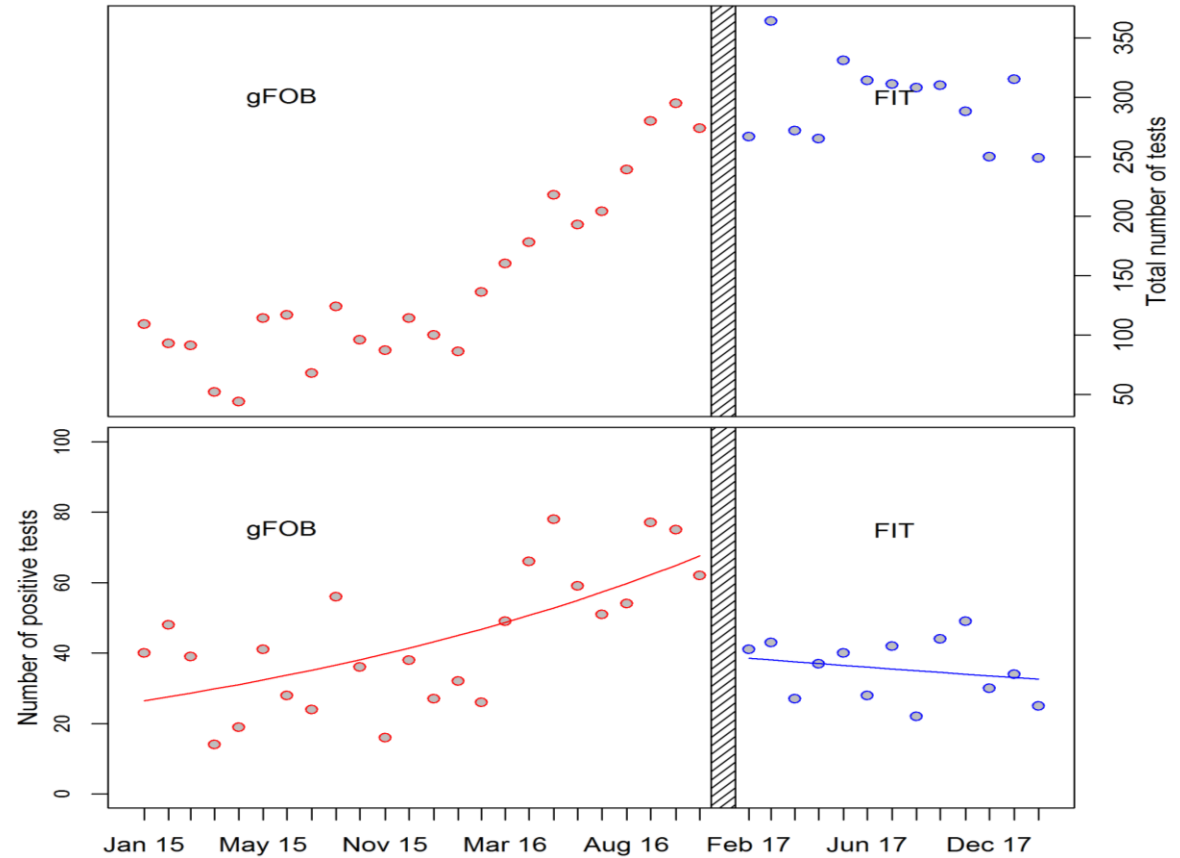 gFOB
FIT
350
300
250
200
150
100
50
Total number of tests
100
80
60
40
20
0
Number of positive tests
gFOB
FIT
Jan 15 May 15 Nov 15 Mar 16 Aug 16 Feb 17 Jun 17 Dec 17